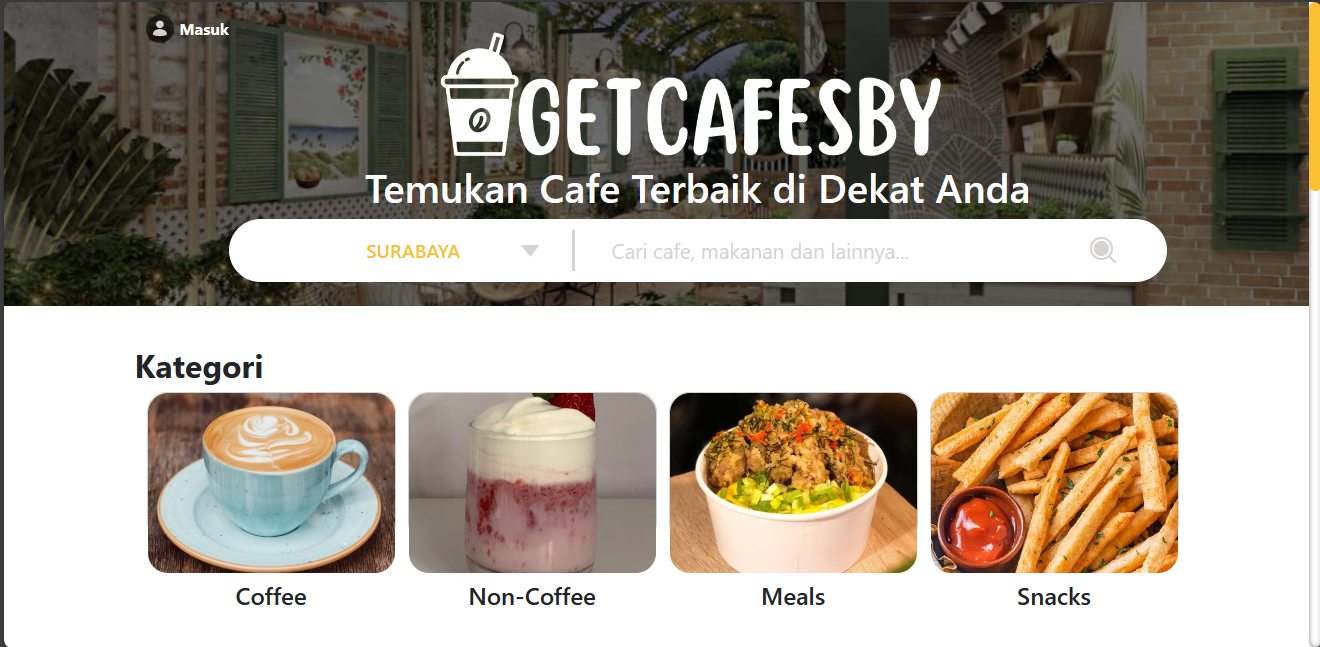 Masuk
GETCAFESBY
Temukan Cafe Terbaik di Dekat Anda
SURABAYA
Cari cafe, makanan dan lainnya...
Kategori
Coffee
Non-Coffee
Meals
Snacks